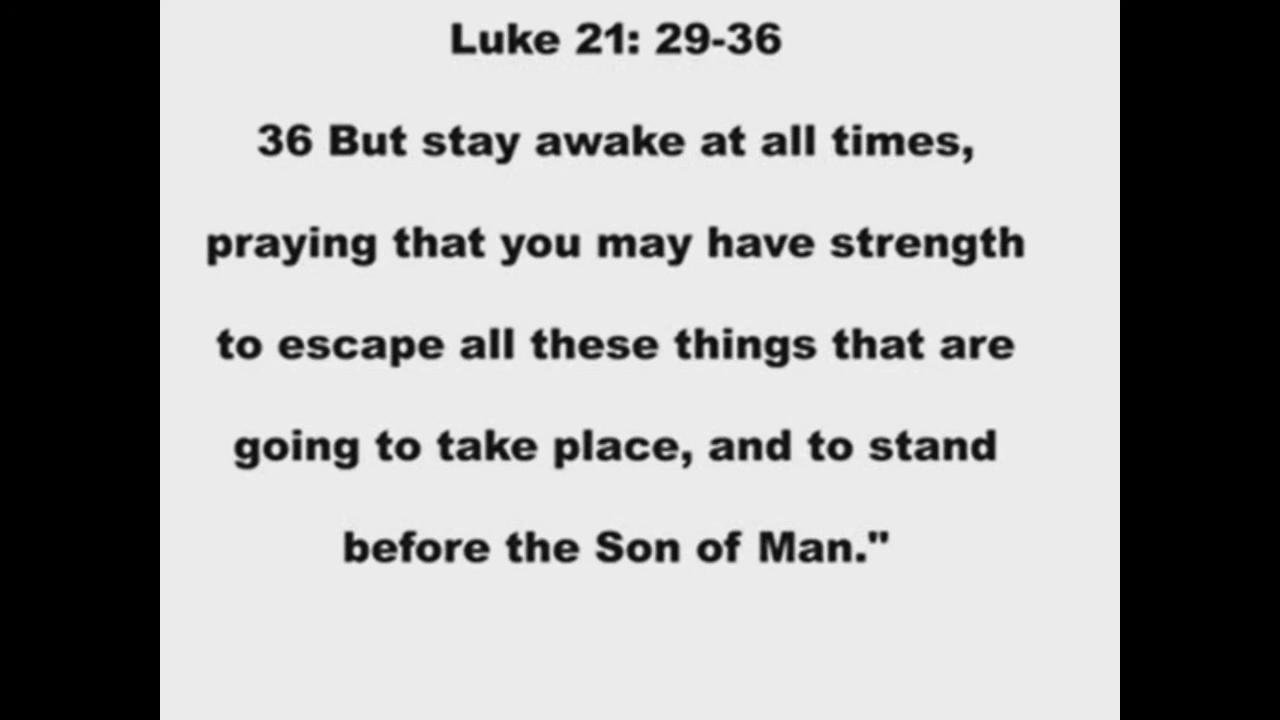 Luke 21: 29-36
36 But stay awake at all times,
praying that you may have strength
to escape all these things that are
going to take place, and to stand
before the Son of Man."